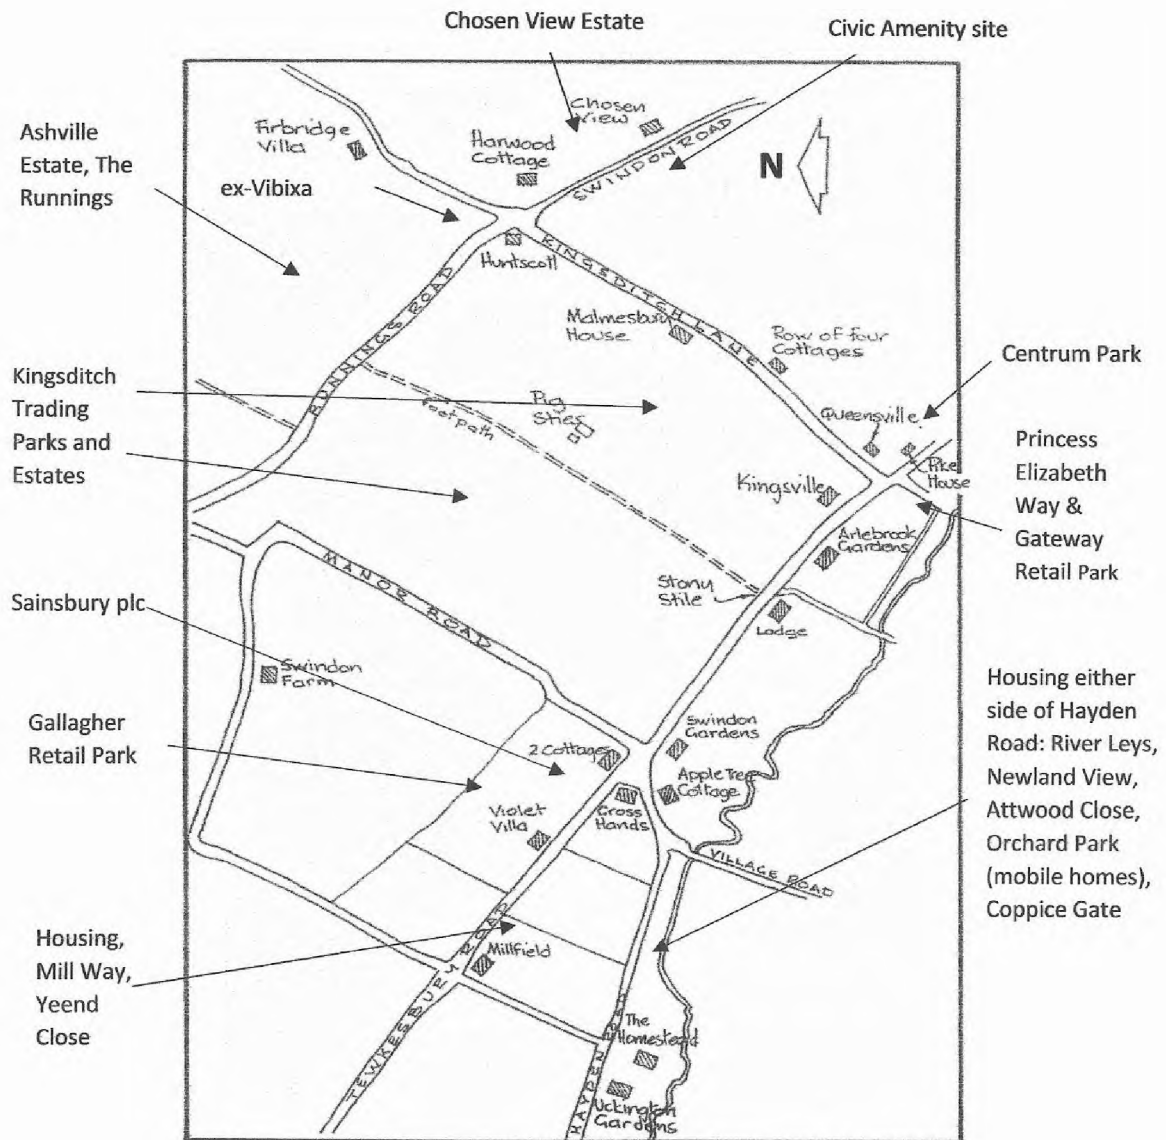 Chosen View Estate
Civic Amenity site
Ashville
Estate, The
Runnings
ex-Vibixa
Firbridge
Villa
Harwood
Cottage
Chosen
View
SWINDON ROAD
N
Huntscott
KINGSDITCH LANE
RUNNINGS ROAD
Malmesbury
House
Row of four
Cottages
Centrum Park
Kingsditch
Trading
Parks and
Estates
Footpath
Pig
Sties
Queensville
Pike
House
Princess
Elizabeth
Way &
Gateway
Retail Park
Kingsville
Arlebrook
Gardens
Stony
Stile
Lodge
MANOR ROAD
Sainsbury plc
Swindon
Farm
Housing either
side of Hayden
Road: River Leys,
Newland View,
Attwood Close,
Orchard Park
(mobile homes),
Coppice Gate
Gallagher
Retail Park
2 Cottages
Swindon
Gardens
Apple Tree
Cottage
Violet
Villa
Cross
Hands
VILLAGE ROAD
Housing,
Mill Way,
Yeend
Close
Millfield
TEWKESBURY ROAD
HAYDEN ROAD
The
Homestead
Uckington
Gardens